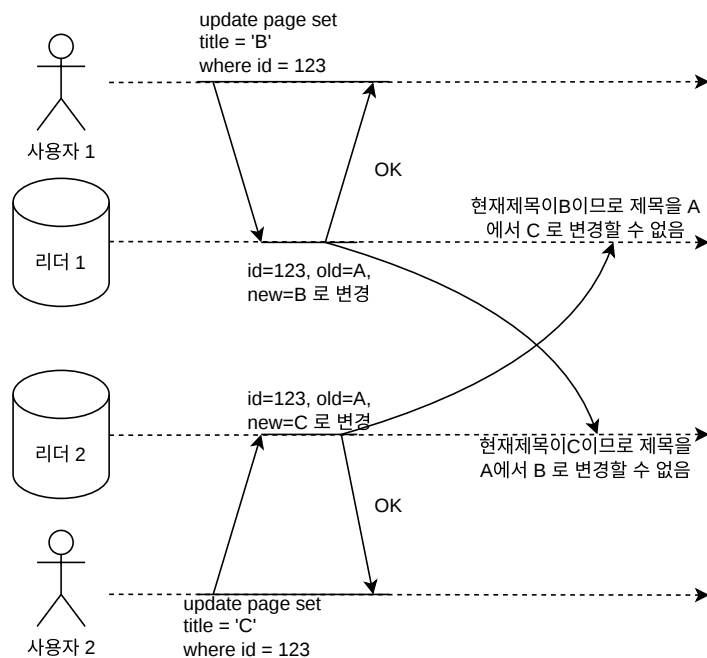 update page set
title = 'B'
where id = 123
사용자 1
OK
현재제목이B이므로 제목을 A
에서 C 로 변경할 수 없음
리더 1
id=123, old=A,
new=B 로 변경
id=123, old=A,
new=C 로 변경
현재제목이C이므로 제목을
A에서 B 로 변경할 수 없음
리더 2
OK
update page set
title = 'C'
where id = 123
사용자 2